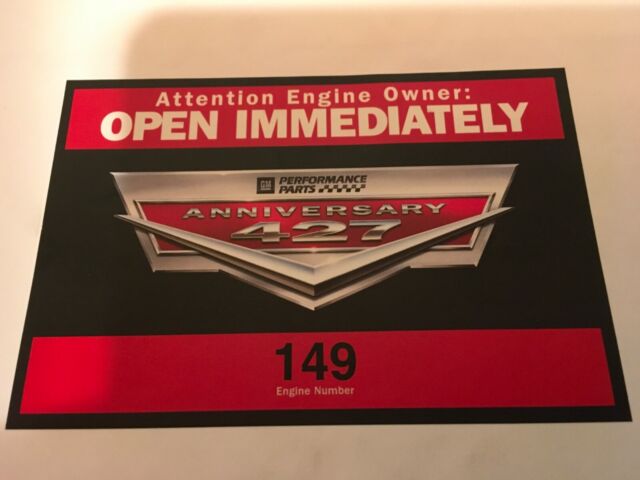 Attention Engine Owner:
OPEN IMMEDIATELY
GM PERFORMANCE
PARTS
ANNIVERSARY
427
149
Engine Number